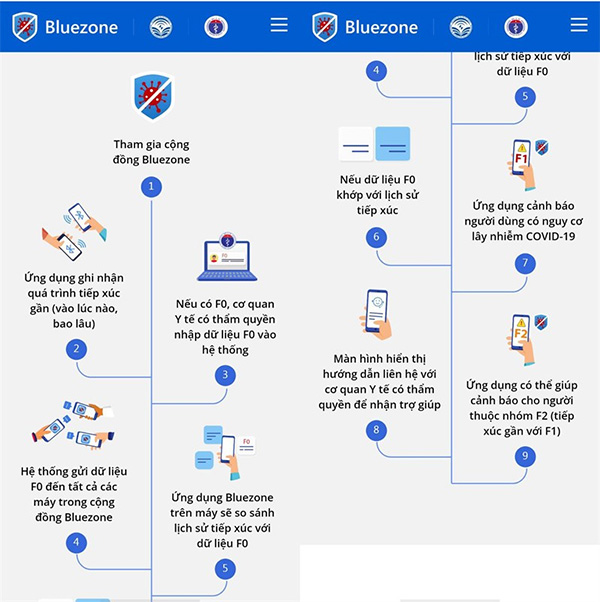 Bluezone
Tham gia cộng
đồng Bluezone
1
Ứng dụng ghi nhận
quá trình tiếp xúc
gần (vào lúc nào,
bao lâu)
2
F0
Nếu có F0, cơ quan
Y tế có thẩm quyền
nhập dữ liệu F0 vào
hệ thống
3
Hệ thống gửi dữ liệu
F0 đến tất cả các
máy trong cộng
đồng Bluezone
4
F0
Ứng dụng Bluezone
trên máy sẽ so sánh
lịch sử tiếp xúc với
dữ liệu F0
5
Bluezone
4
lịch sử tiếp xúc với
dữ liệu F0
5
Nếu dữ liệu F0
khớp với lịch sử
tiếp xúc
6
F1
Ứng dụng cảnh báo
người dùng có nguy cơ
lây nhiễm COVID-19
7
Màn hình hiển thị
hướng dẫn liên hệ với
cơ quan Y tế có thẩm
quyền để nhận trợ giúp
8
F2
Ứng dụng có thể giúp
cảnh báo cho người
thuộc nhóm F2 (tiếp
xúc gần với F1)
9